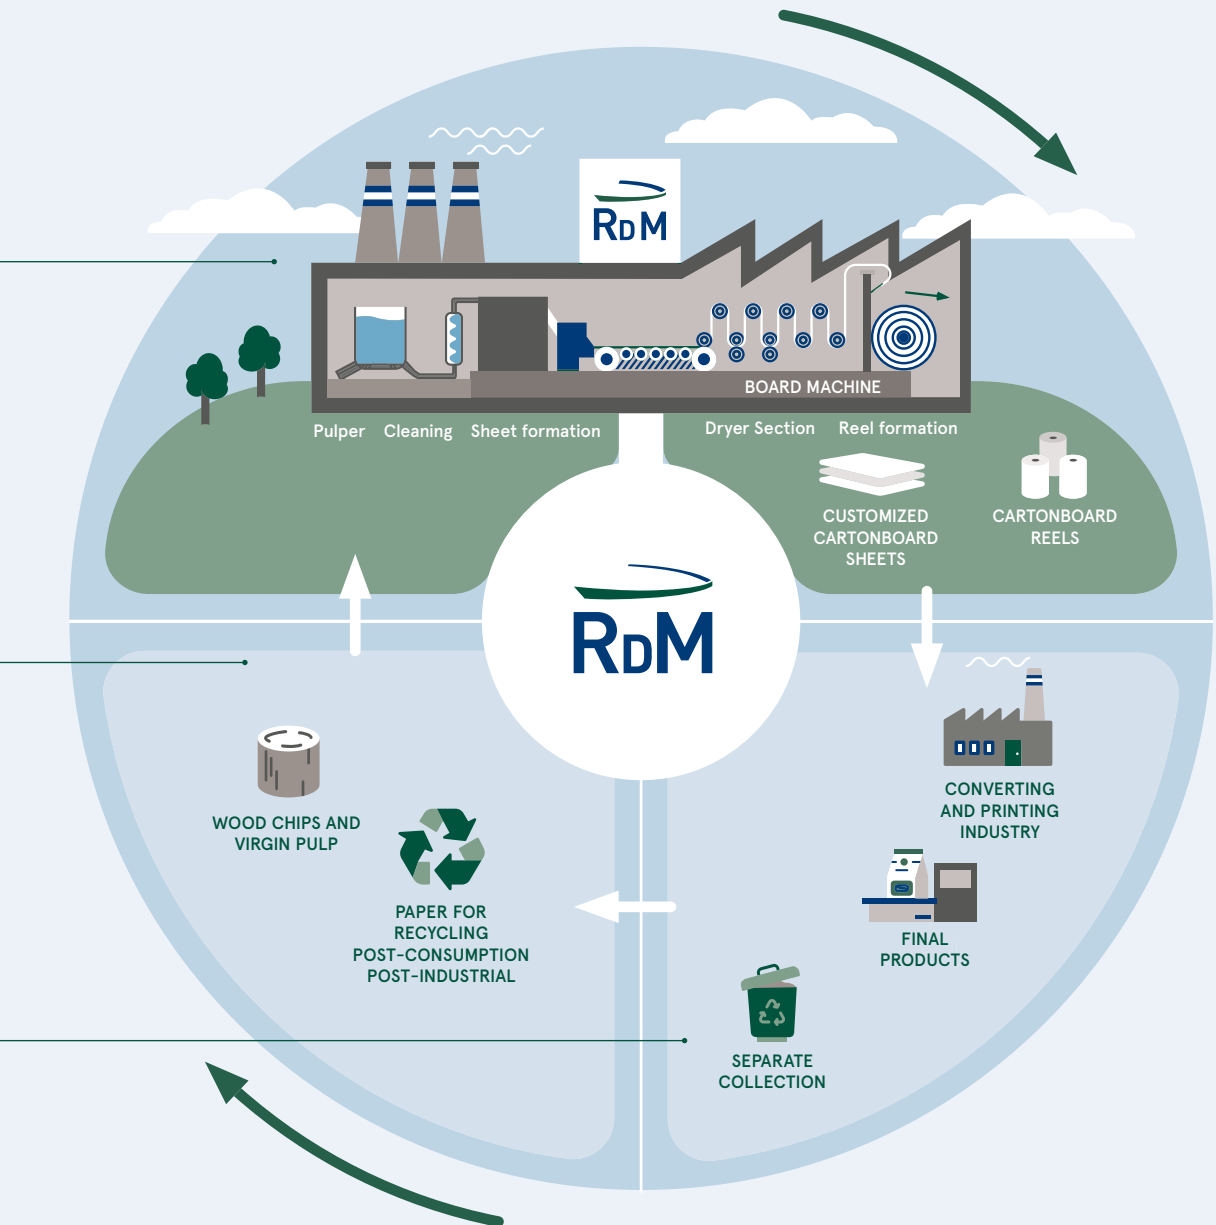 RDM
BOARD MACHINE
Pulper
Cleaning
Sheet formation
Dryer Section
Reel formation
CUSTOMIZED
CARTONBOARD
SHEETS
CARTONBOARD
REELS
RDM
CONVERTING
AND PRINTING
INDUSTRY
WOOD CHIPS AND
VIRGIN PULP
PAPER FOR
RECYCLING
POST-CONSUMPTION
POST-INDUSTRIAL
FINAL
PRODUCTS
SEPARATE
COLLECTION